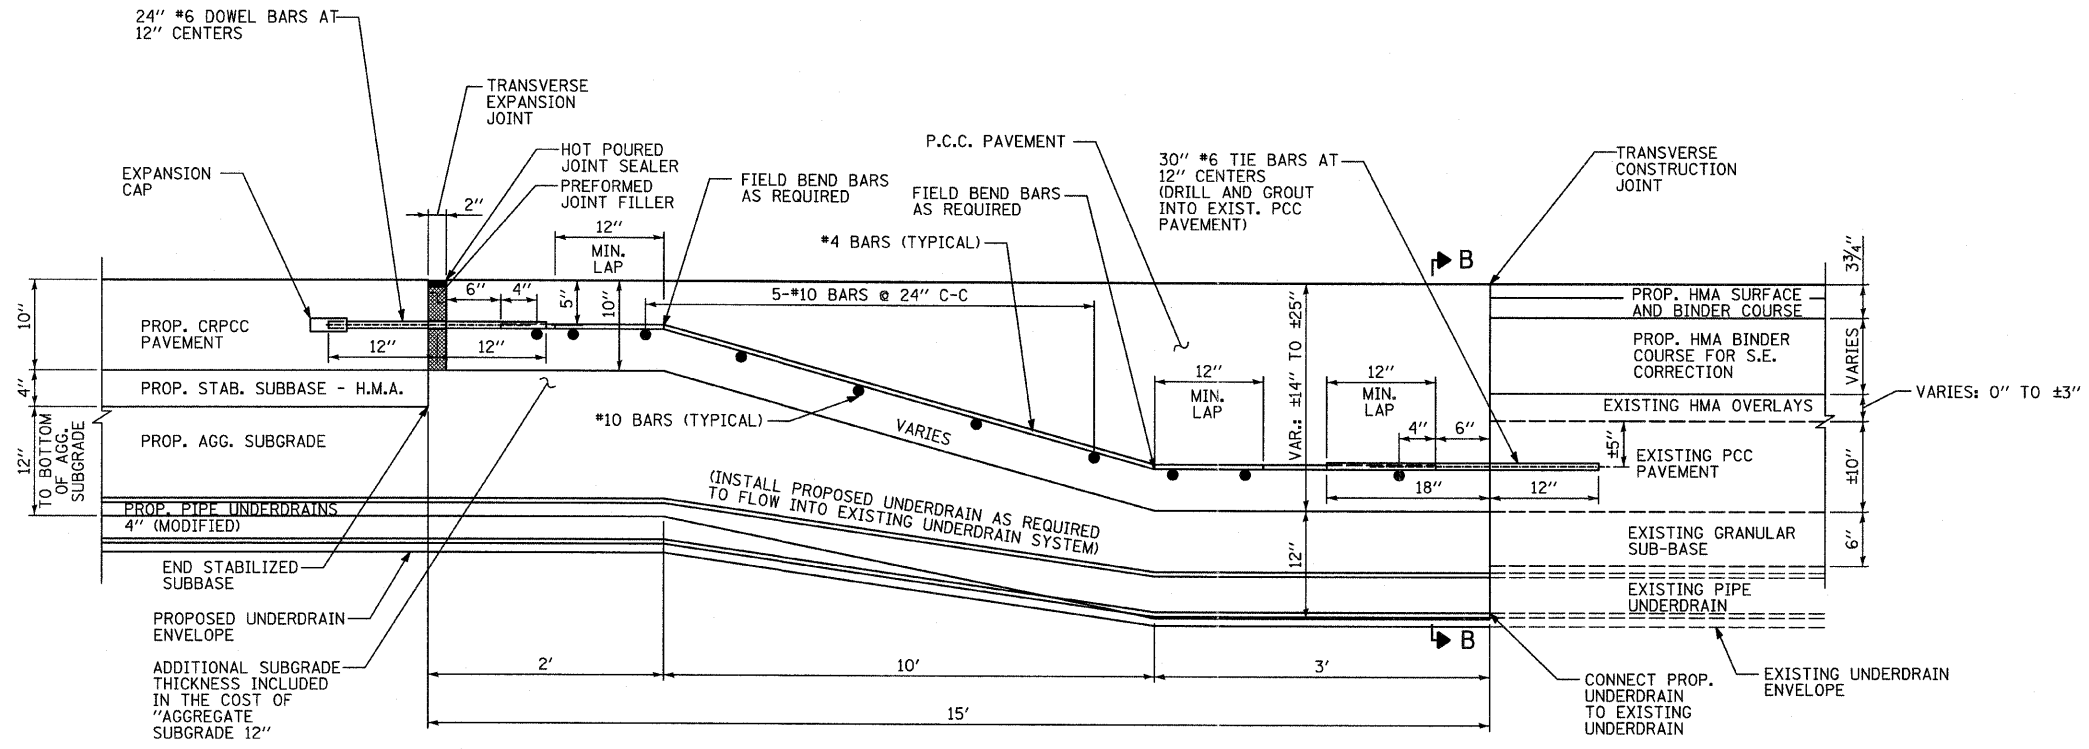 24" #6 DOWEL BARS AT
12" CENTERS
TRANSVERSE
EXPANSION
JOINT
HOT POURED
JOINT SEALER
PREFORMED
JOINT FILLER
EXPANSION
CAP
2"
FIELD BEND BARS
AS REQUIRED
12"
MIN.
LAP
#4 BARS (TYPICAL)
FIELD BEND BARS
AS REQUIRED
P.C.C. PAVEMENT
30" #6 TIE BARS AT
12" CENTERS
(DRILL AND GROUT
INTO EXIST. PCC
PAVEMENT)
TRANSVERSE
CONSTRUCTION
JOINT
B
3¾"
6"
4"
5"
10"
5-#10 BARS @ 24" C-C
VAR.: ±14" TO ±25"
PROP. HMA SURFACE
AND BINDER COURSE
10"
PROP. CRPCC
PAVEMENT
12"
12"
PROP. HMA BINDER
COURSE FOR S.E.
CORRECTION
VARIES
4"
PROP. STAB. SUBBASE - H.M.A.
12"
MIN.
LAP
12"
MIN.
LAP
EXISTING HMA OVERLAYS
VARIES: 0" TO ±3"
#10 BARS (TYPICAL)
VARIES
4"
6"
±5"
12"
TO BOTTOM
OF AGG.
SUBGRADE
PROP. AGG. SUBGRADE
EXISTING PCC
PAVEMENT
±10"
18"
12"
(INSTALL PROPOSED UNDERDRAIN AS REQUIRED
TO FLOW INTO EXISTING UNDERDRAIN SYSTEM)
PROP. PIPE UNDERDRAINS
4" (MODIFIED)
12"
EXISTING GRANULAR
SUB-BASE
6"
END STABILIZED
SUBBASE
EXISTING PIPE
UNDERDRAIN
PROPOSED UNDERDRAIN
ENVELOPE
B
ADDITIONAL SUBGRADE
THICKNESS INCLUDED
IN THE COST OF
"AGGREGATE
SUBGRADE 12"
2'
10'
3'
15'
CONNECT PROP.
UNDERDRAIN
TO EXISTING
UNDERDRAIN
EXISTING UNDERDRAIN
ENVELOPE